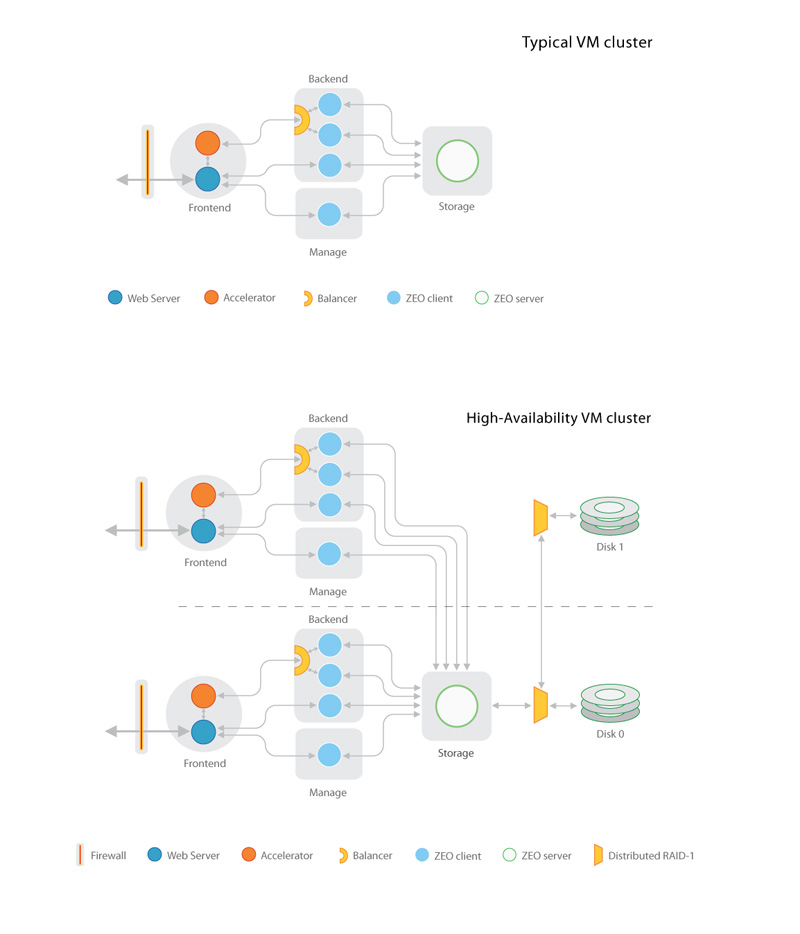 Typical VM cluster
Backend
Frontend
Storage
Manage
Web Server
Accelerator
Balancer
ZEO client
ZEO server
High-Availability VM cluster
Backend
Disk 1
Frontend
Manage
Backend
Disk 0
Storage
Frontend
Manage
Firewall
Web Server
Accelerator
Balancer
ZEO client
ZEO server
Distributed RAID-1